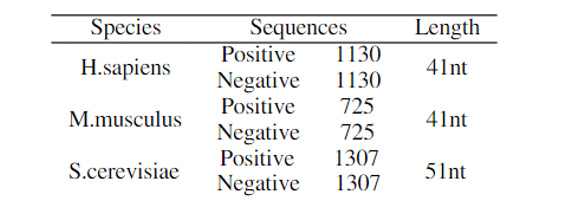 Species Sequences Length
H.sapiens Positive 1130 41nt
Negative 1130
M.musculus Positive 725 41nt
Negative 725
S.cerevisiae Positive 1307 51nt
Negative 1307